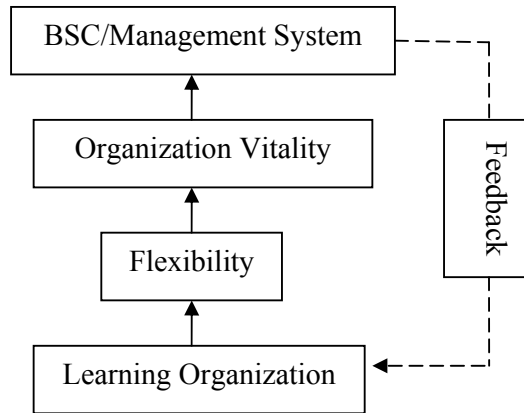 BSC/Management System
Organization Vitality
Feedback
Flexibility
Learning Organization